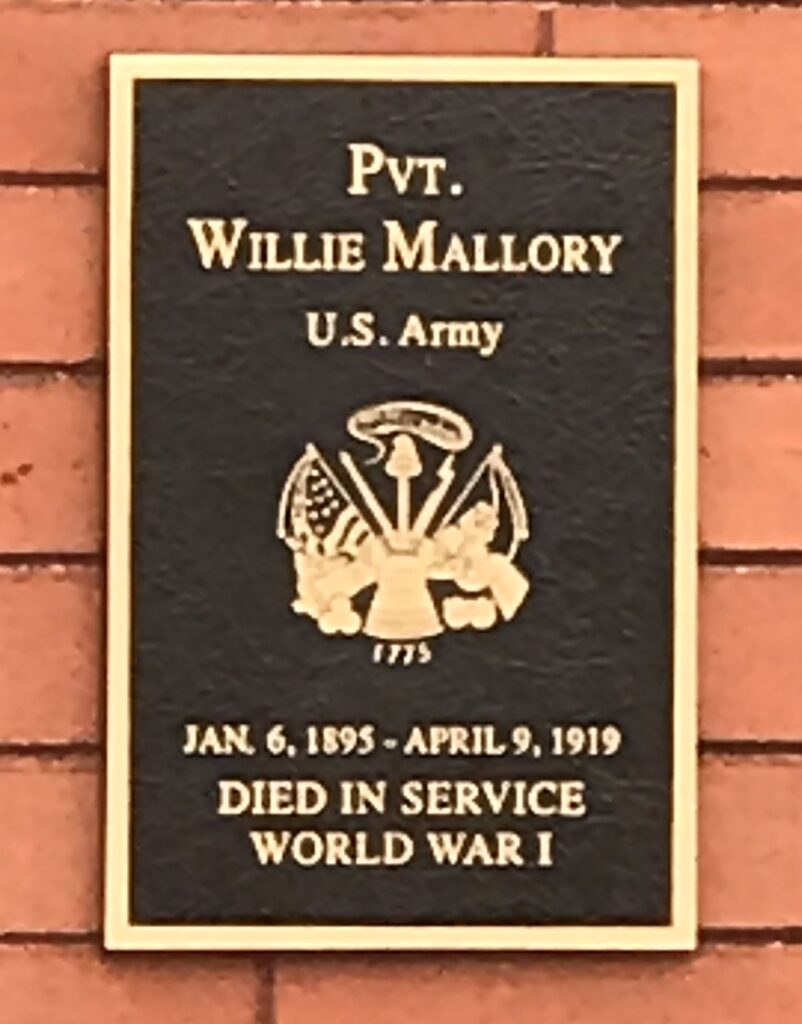 PVT.
WILLIE MALLORY
U.S. Army
1775
JAN. 6, 1895 - APRIL 9, 1919
DIED IN SERVICE
WORLD WAR I